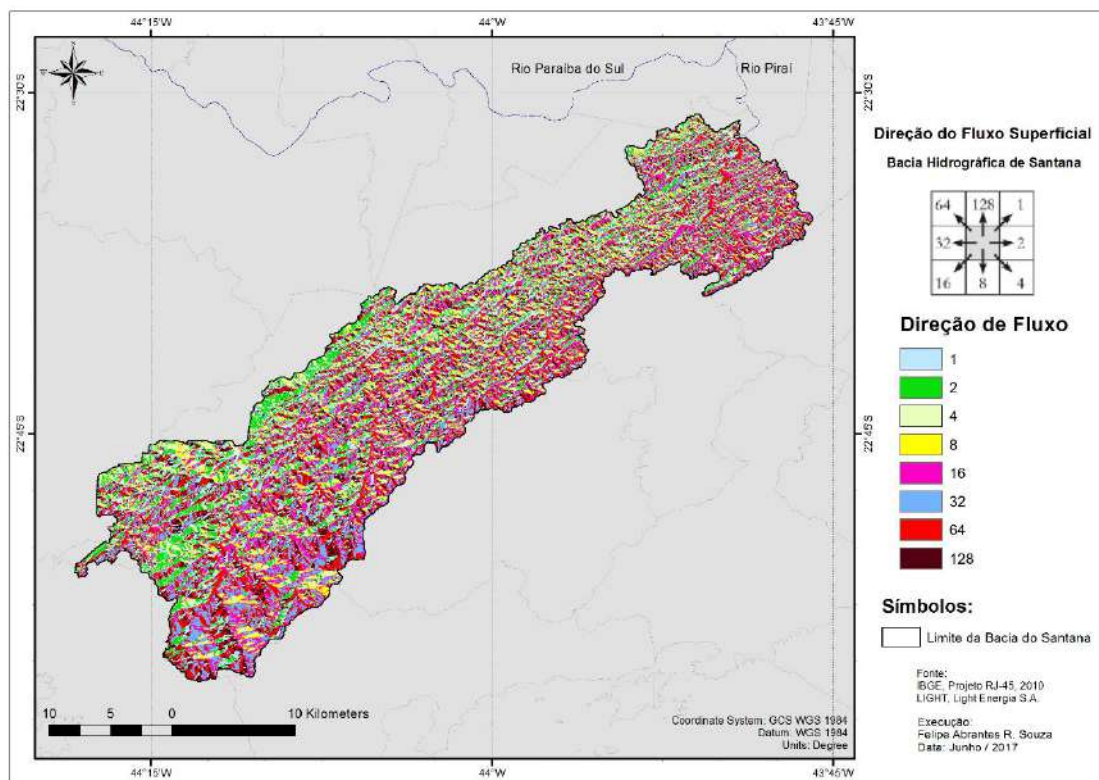 44°15'W
44°W
43°45'W
22°30'S
22°30'S
Rio Paraíba do Sul
Rio Piraí
Direção do Fluxo Superficial
Bacia Hidrográfica de Santana
64 128 1
32 2
16 8 4
Direção de Fluxo
1
2
4
8
16
32
64
128
22°45'S
22°45'S
Símbolos:
Limite da Bacia do Santana
Fonte:
IBGE, Projeto RJ-45, 2010
LIGHT, Light Energia S.A.
Execução:
Felipe Abrantes R. Souza
Data: Junho / 2017
10 5 0 10 Kilometers
Coordinate System: GCS WGS 1984
Datum: WGS 1984
Units: Degree
44°15'W
44°W
43°45'W